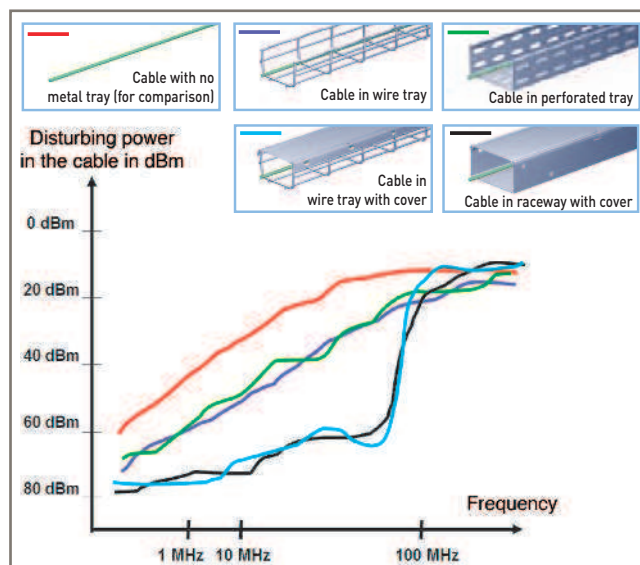 Cable with no
metal tray (for comparison)
Cable in wire tray
Cable in perforated tray
Cable in
wire tray with cover
Cable in raceway with cover
Disturbing power
in the cable in dBm
0 dBm
20 dBm
40 dBm
60 dBm
80 dBm
Frequency
1 MHz
10 MHz
100 MHz